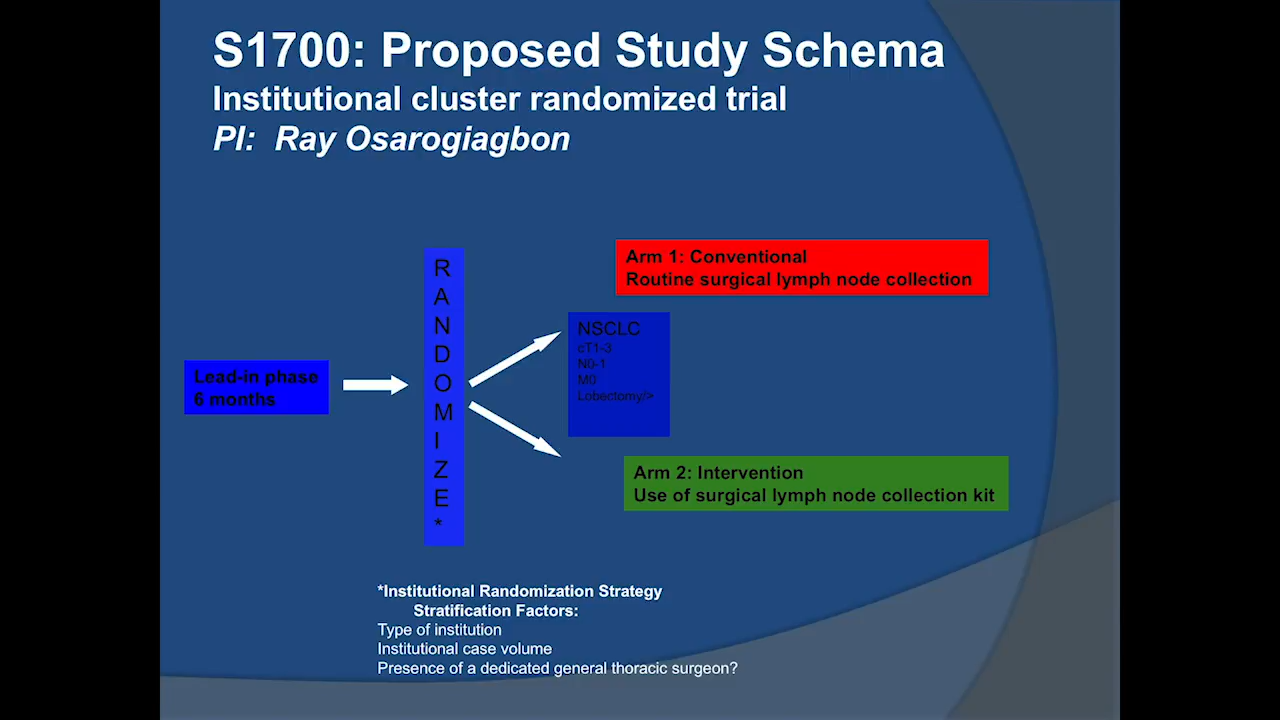 S1700: Proposed Study Schema
Institutional cluster randomized trial
PI: Ray Osarogiagbon
Lead-in phase
6 months
R
A
N
D
O
M
I
Z
E
*
NSCLC
cT1-3
N0-1
M0
Lobectomy/>
Arm 1: Conventional
Routine surgical lymph node collection
Arm 2: Intervention
Use of surgical lymph node collection kit
*Institutional Randomization Strategy
Stratification Factors:
Type of institution
Institutional case volume
Presence of a dedicated general thoracic surgeon?